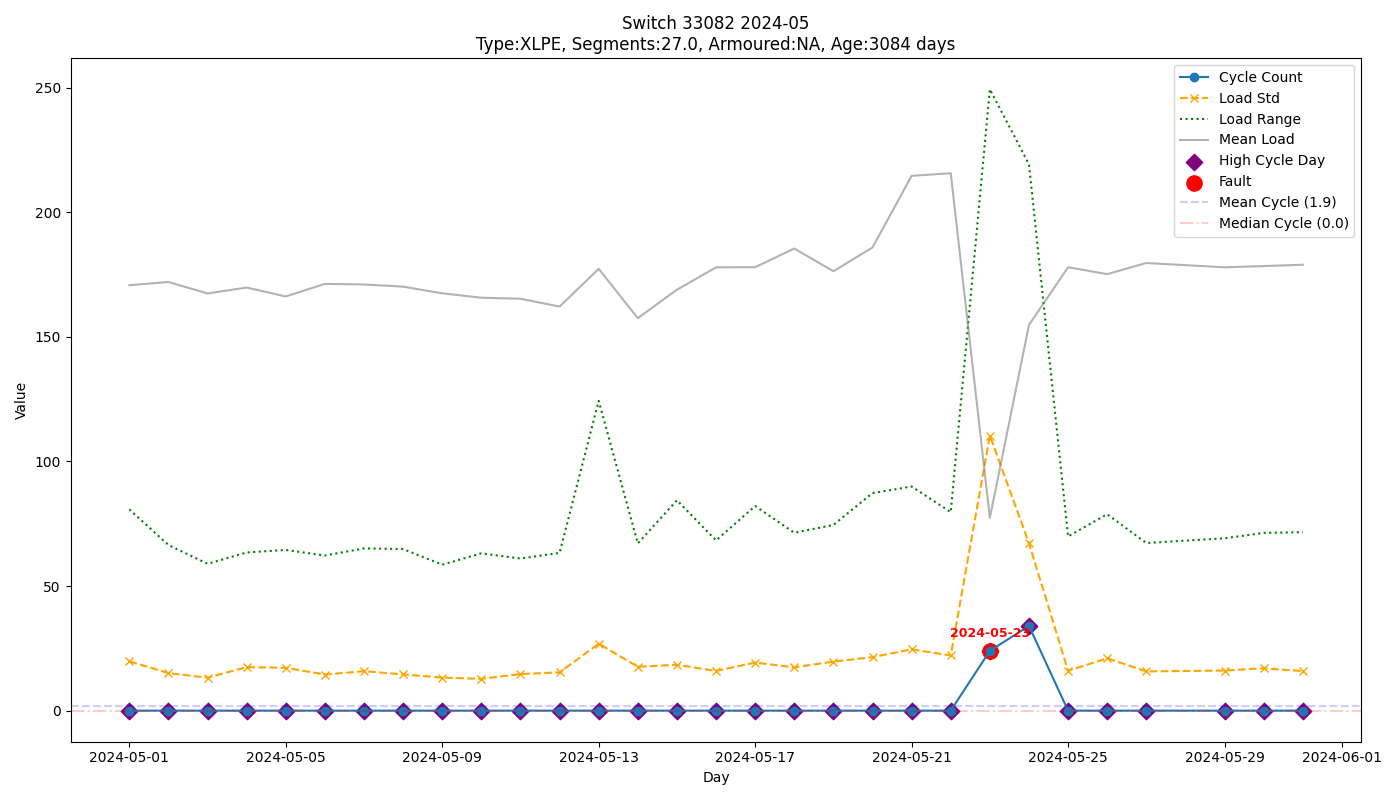 Switch 33082 2024-05
Type:XLPE, Segments:27.0, Armoured:NA, Age:3084 days
Value
250
200
150
100
50
0
Cycle Count
Load Std
Load Range
Mean Load
High Cycle Day
Fault
Mean Cycle (1.9)
Median Cycle (0.0)
2024-05-23
2024-05-01
2024-05-05
2024-05-09
2024-05-13
2024-05-17
2024-05-21
2024-05-25
2024-05-29
2024-06-01
Day